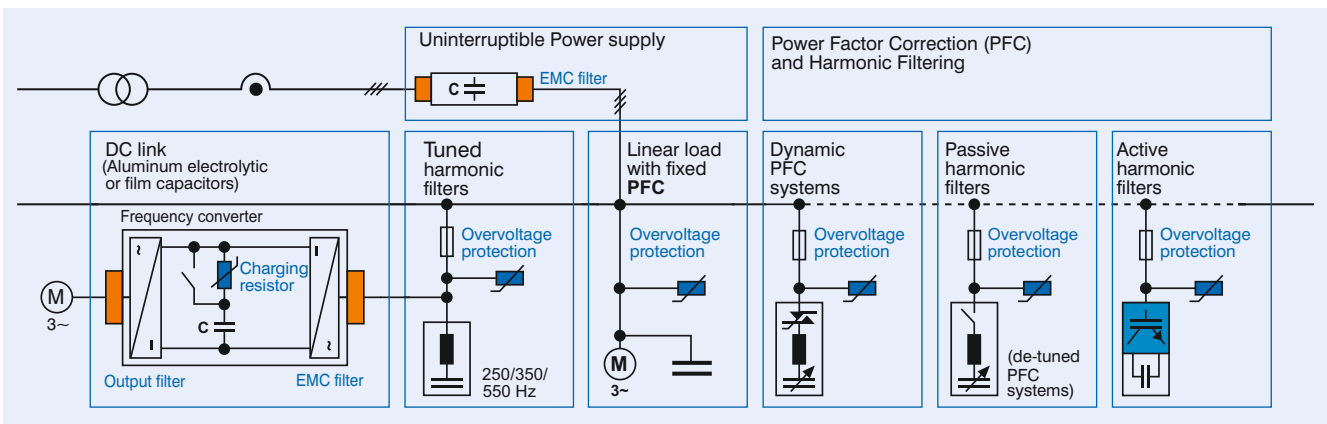 Uninterruptible Power supply
C
EMC filter
Power Factor Correction (PFC)
and Harmonic Filtering
DC link
(Aluminum electrolytic
or film capacitors)
Frequency converter
~
Charging
resistor
C
~
M
3~
Output filter
EMC filter
Tuned
harmonic
filters
Overvoltage
protection
250/350/
550 Hz
Linear load
with fixed
PFC
Overvoltage
protection
M
3~
Dynamic
PFC
systems
Overvoltage
protection
Passive
harmonic
filters
Overvoltage
protection
(de-tuned
PFC
systems)
Active
harmonic
filters
Overvoltage
protection